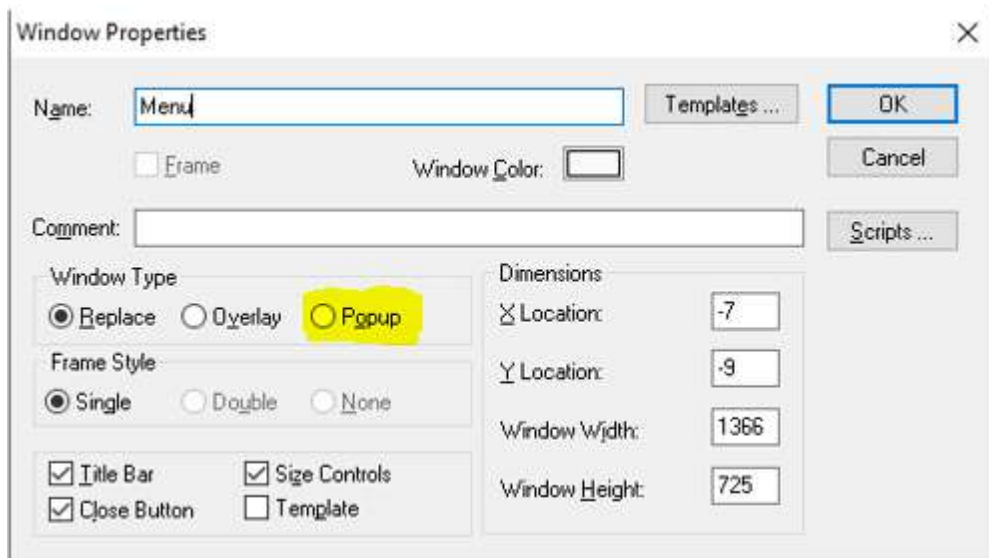 Window Properties
Name: Menu Templates ... OK
Frame Window Color: Cancel
Comment: Scripts ...
Window Type
Replace Overlay Popup
Frame Style
Single Double None
Title Bar Size Controls
Close Button Template
Dimensions
X Location: -7
Y Location: -9
Window Width: 1366
Window Height: 725